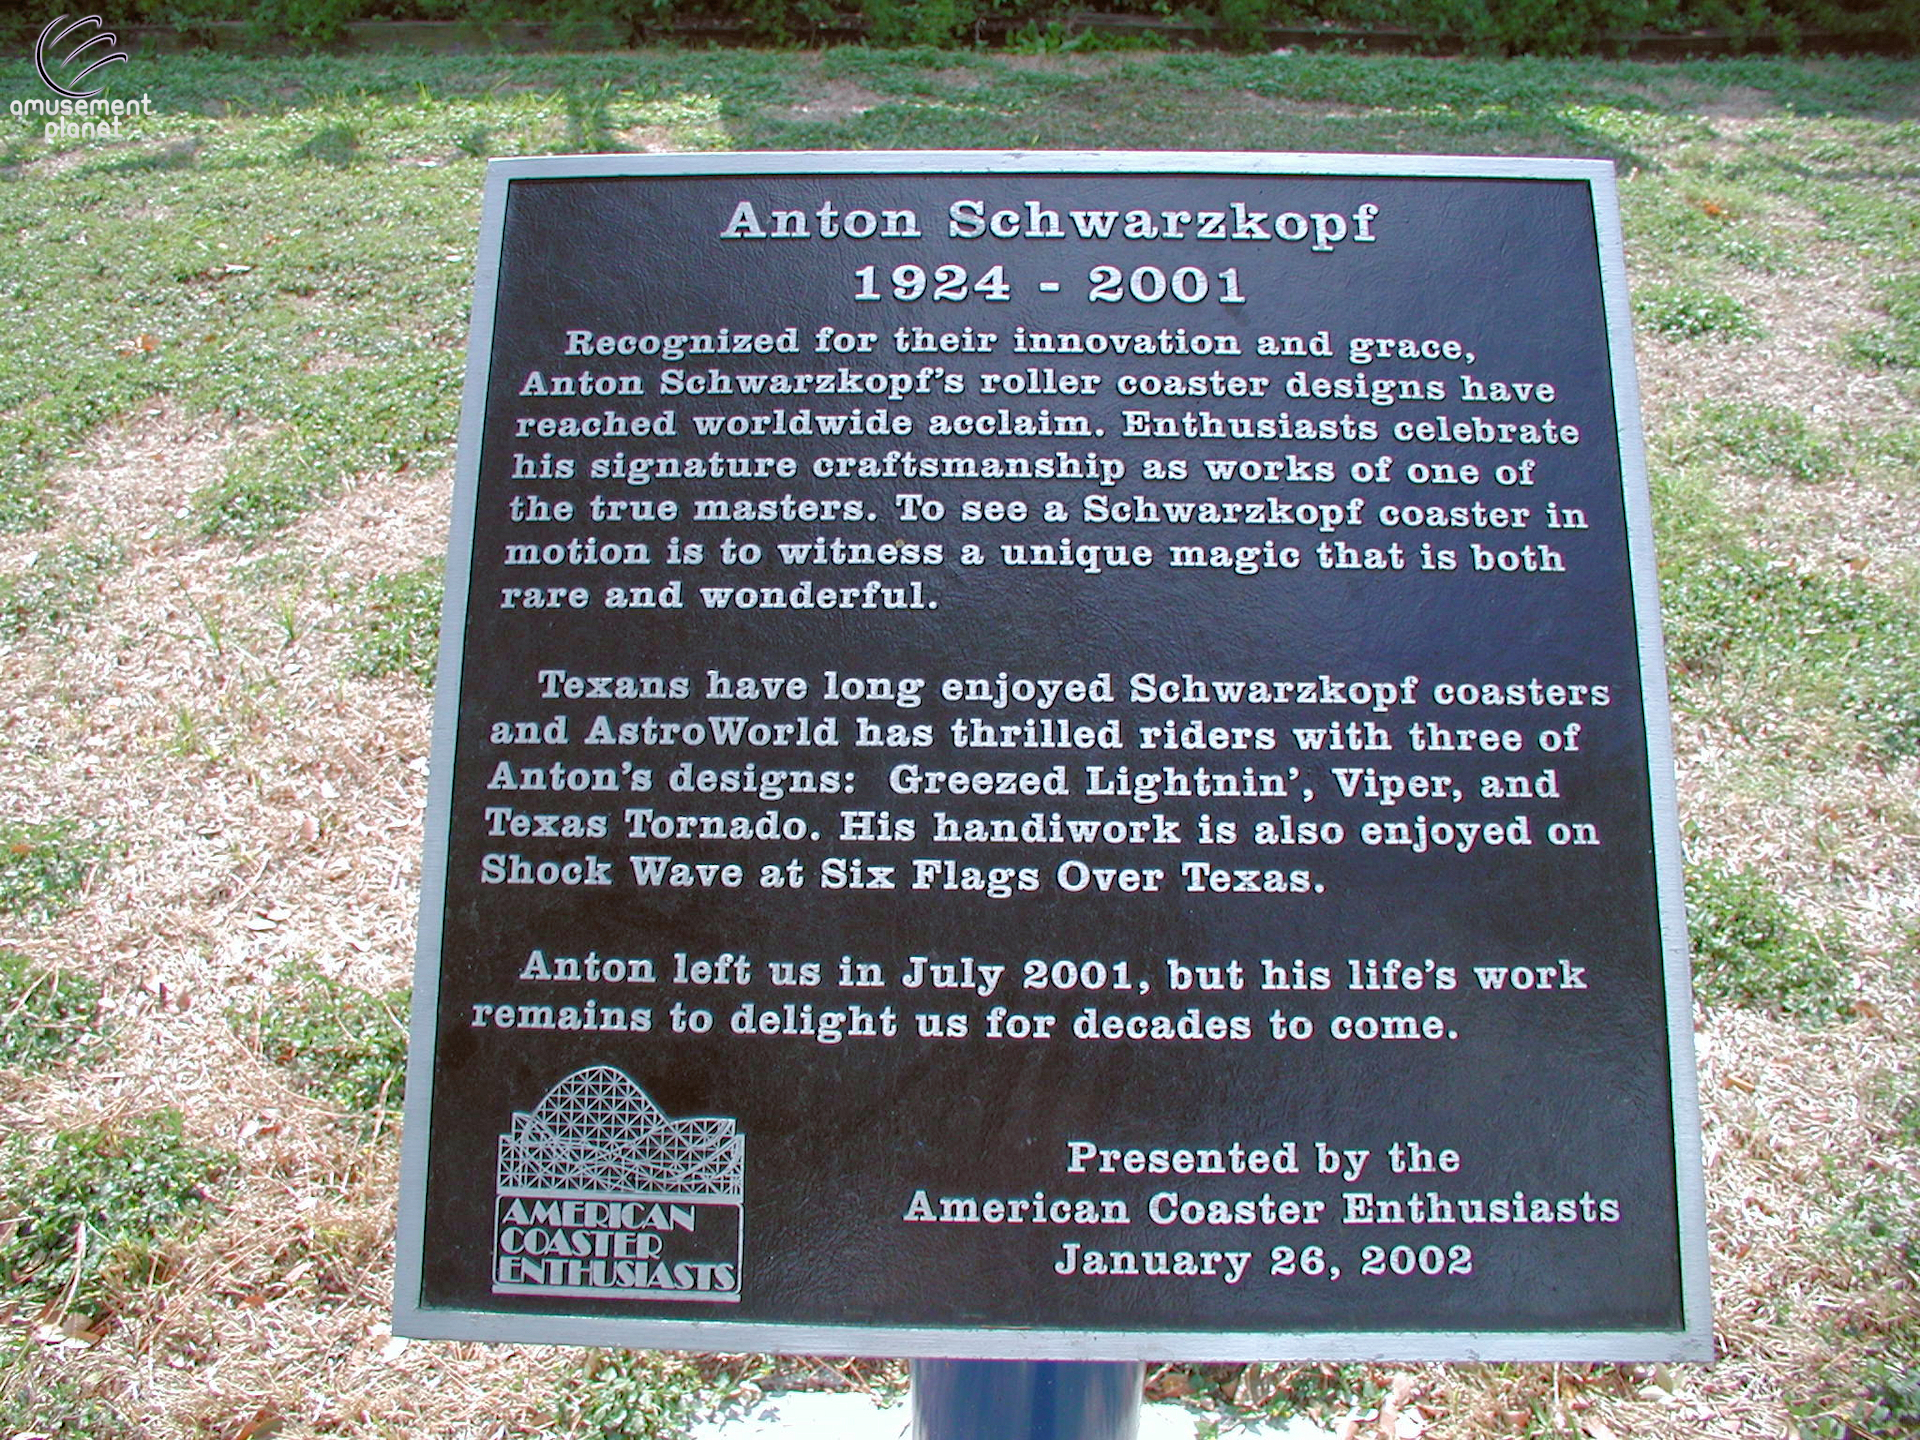 amusement
planet
Anton Schwarzkopf
1924 - 2001
Recognized for their innovation and grace,
Anton Schwarzkopf's roller coaster designs have
reached worldwide acclaim. Enthusiasts celebrate
his signature craftsmanship as works of one of
the true masters. To see a Schwarzkopf coaster in
motion is to witness a unique magic that is both
rare and wonderful.
Texans have long enjoyed Schwarzkopf coasters
and AstroWorld has thrilled riders with three of
Anton's designs: Greezed Lightnin', Viper, and
Texas Tornado. His handiwork is also enjoyed on
Shock Wave at Six Flags Over Texas.
Anton left us in July 2001, but his life's work
remains to delight us for decades to come.
AMERICAN
COASTER
ENTHUSIASTS
Presented by the
American Coaster Enthusiasts
January 26, 2002